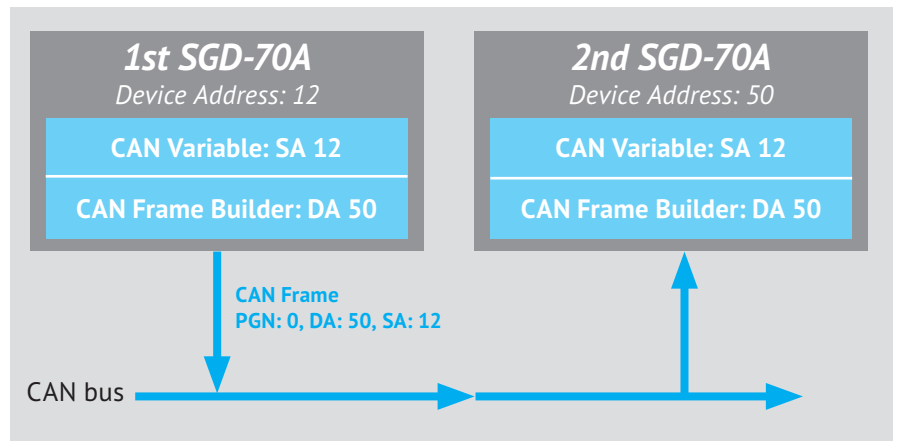 1st SGD-70A
Device Address: 12
CAN Variable: SA 12
CAN Frame Builder: DA 50
2nd SGD-70A
Device Address: 50
CAN Variable: SA 12
CAN Frame Builder: DA 50
CAN Frame
PGN: 0, DA: 50, SA: 12
CAN bus